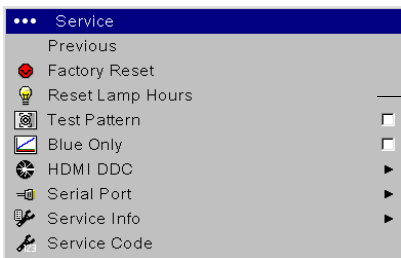 ••• Service
Previous
Factory Reset
Reset Lamp Hours
Test Pattern
Blue Only
HDMI DDC
Serial Port
Service Info
Service Code